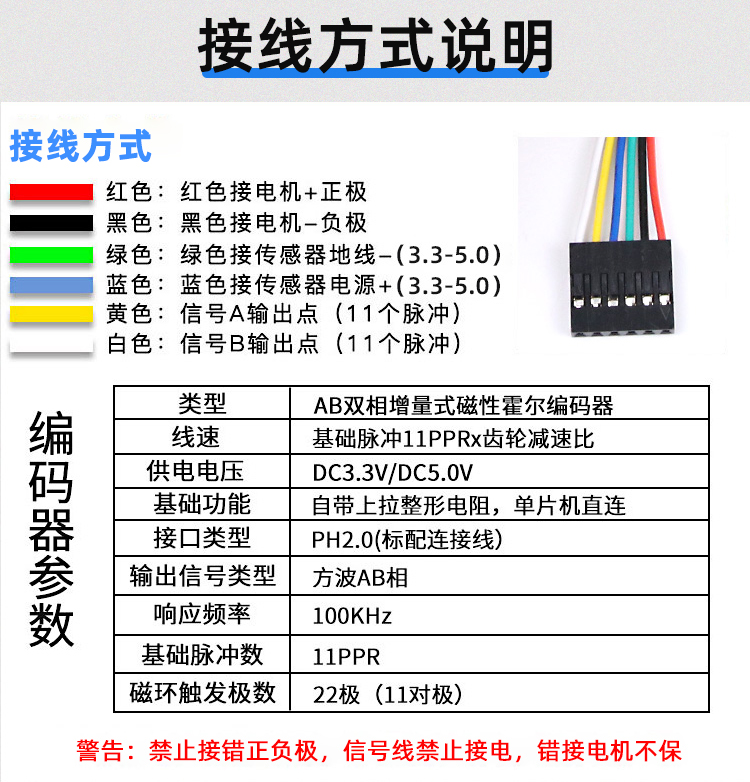 接线方式说明
接线方式
红色：红色接电机+正极
黑色：黑色接电机-负极
绿色：绿色接传感器地线-(3.3-5.0)
蓝色：蓝色接传感器电源+(3.3-5.0)
黄色：信号A输出点（11个脉冲）
白色：信号B输出点（11个脉冲）
编码器参数
类型 AB双相增量式磁性霍尔编码器
线速 基础脉冲11PPRx齿轮减速比
供电电压 DC3.3V/DC5.0V
基础功能 自带上拉整形电阻，单片机直连
接口类型 PH2.0(标配连接线）
输出信号类型 方波AB相
响应频率 100KHz
基础脉冲数 11PPR
磁环触发极数 22极（11对极）
警告：禁止接错正负极，信号线禁止接电，错接电机不保